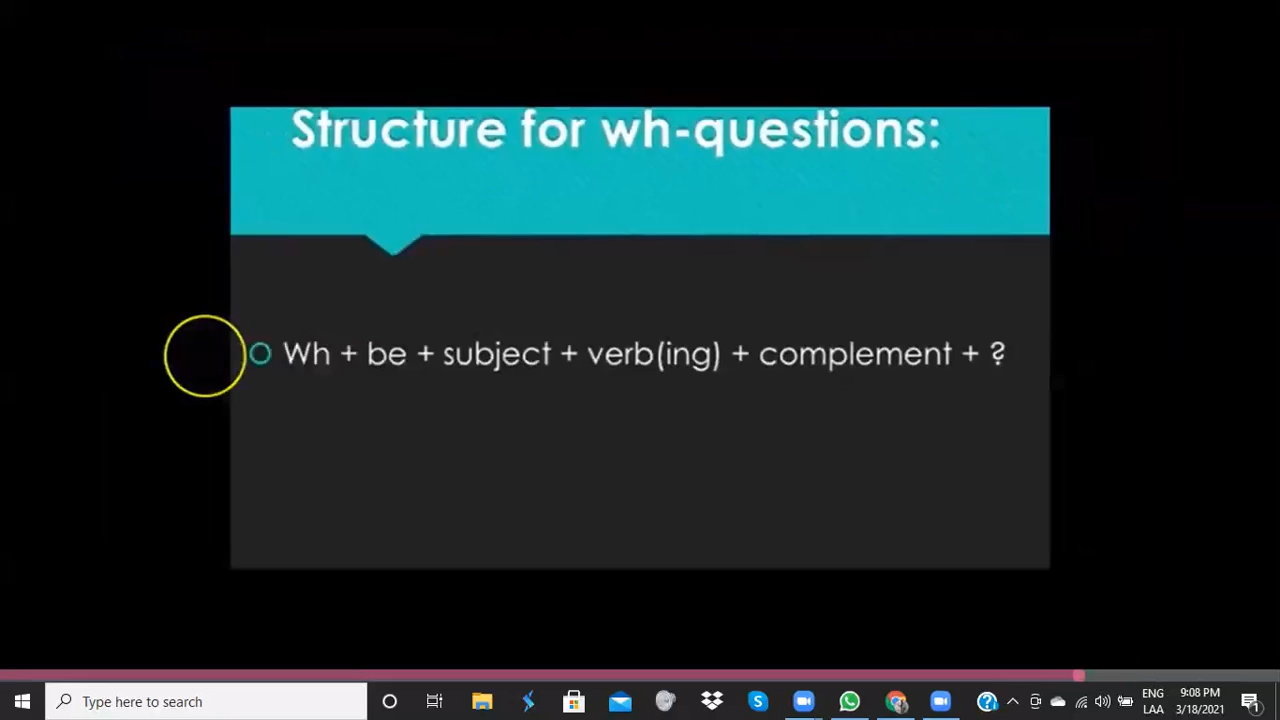 Structure for wh-questions:
Wh + be + subject + verb(ing) + complement + ?
Type here to search
ENG
LAA
9:08 PM
3/18/2021
1